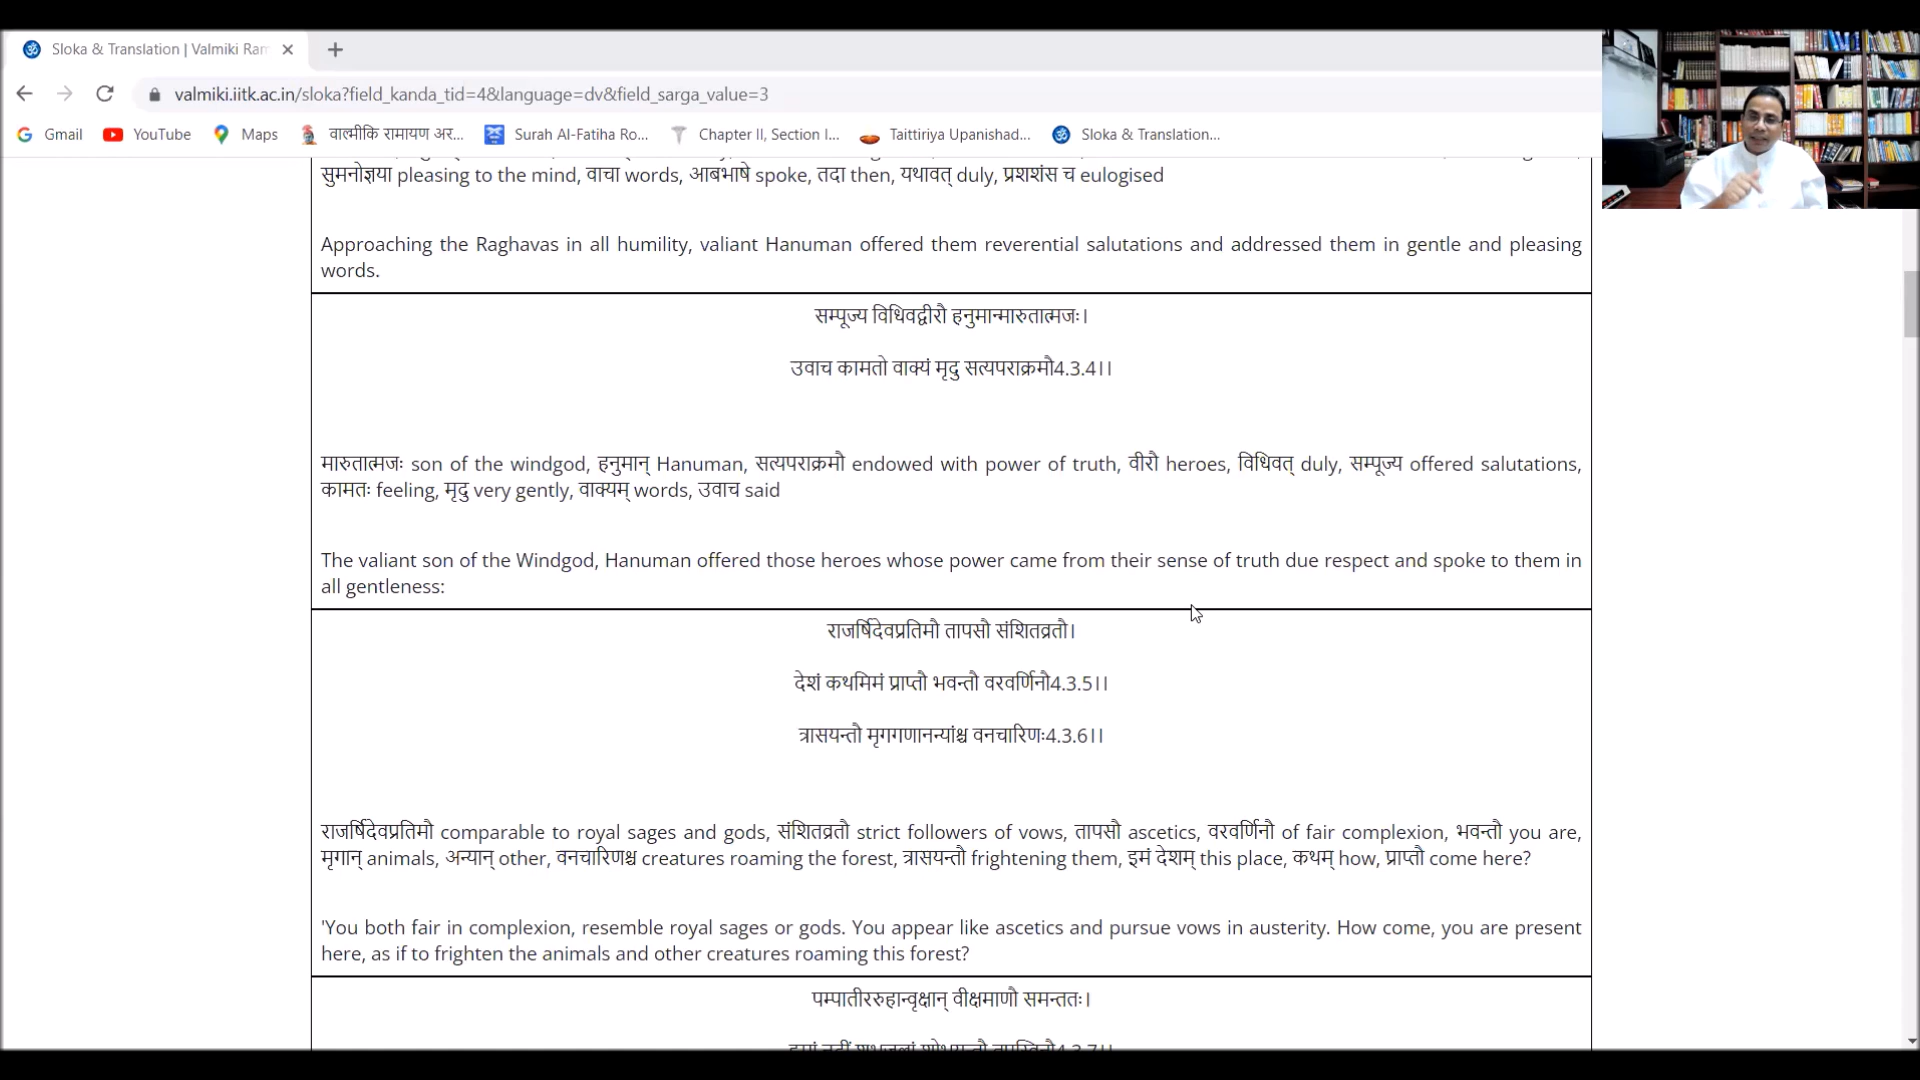 Sloka & Translation | Valmiki Ram
valmiki.iitk.ac.in/sloka?field_kanda_tid=4&language=dv&field_sarga_value=3
Gmail YouTube Maps वाल्मीकि रामायण अर... Surah Al-Fatiha Ro... Chapter II, Section I... Taittiriya Upanishad... Sloka & Translation...
सुमनोज्ञया pleasing to the mind, वाचा words, आबभाषे spoke, तदा then, यथावत् duly, प्रशशंस च eulogised
Approaching the Raghavas in all humility, valiant Hanuman offered them reverential salutations and addressed them in gentle and pleasing
words.
सम्पूज्य विधिवद्वीरौ हनुमान्मारुतात्मजः।
उवाच कामतो वाक्यं मृदु सत्यपराक्रमौ4.3.4।।
मारुतात्मजः son of the windgod, हनुमान् Hanuman, सत्यपराक्रमौ endowed with power of truth, वीरौ heroes, विधिवत् duly, सम्पूज्य offered salutations,
कामतः feeling, मृदु very gently, वाक्यम् words, उवाच said
The valiant son of the Windgod, Hanuman offered those heroes whose power came from their sense of truth due respect and spoke to them in
all gentleness:
राजर्षिदेवप्रतिमौ तापसौ संशितव्रतौ।
देशं कथमिमं प्राप्तौ भवन्तौ वरवर्णिनौ4.3.5।।
त्रासयन्तौ मृगगणानन्यांश्च वनचारिणः4.3.6।।
राजर्षिदेवप्रतिमौ comparable to royal sages and gods, संशितव्रतौ strict followers of vows, तापसौ ascetics, वरवर्णिनौ of fair complexion, भवन्तौ you are,
मृगान् animals, अन्यान् other, वनचारिणश्च creatures roaming the forest, त्रासयन्तौ frightening them, इमं देशम् this place, कथम् how, प्राप्तौ come here?
'You both fair in complexion, resemble royal sages or gods. You appear like ascetics and pursue vows in austerity. How come, you are present
here, as if to frighten the animals and other creatures roaming this forest?
पम्पातीररुहान्वृक्षान् वीक्षमाणौ समन्ततः।